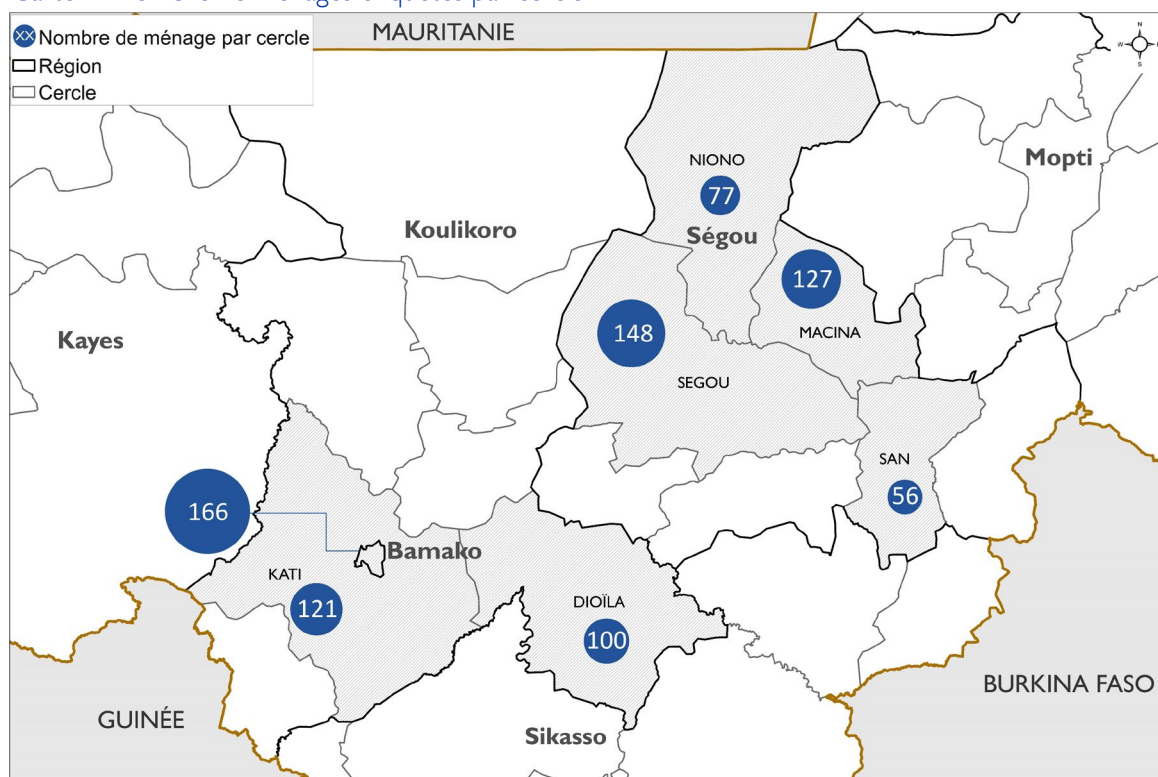 MAURITANIE
XX Nombre de ménage par cercle
Région
Cercle
N
W E
S
NIONO
77
Mopti
Koulikoro
Ségou
127
148
MACINA
Kayes
SEGOU
SAN
56
166
Bamako
KATI
121
DIOÏLA
100
BURKINA FASO
GUINÉE
Sikasso